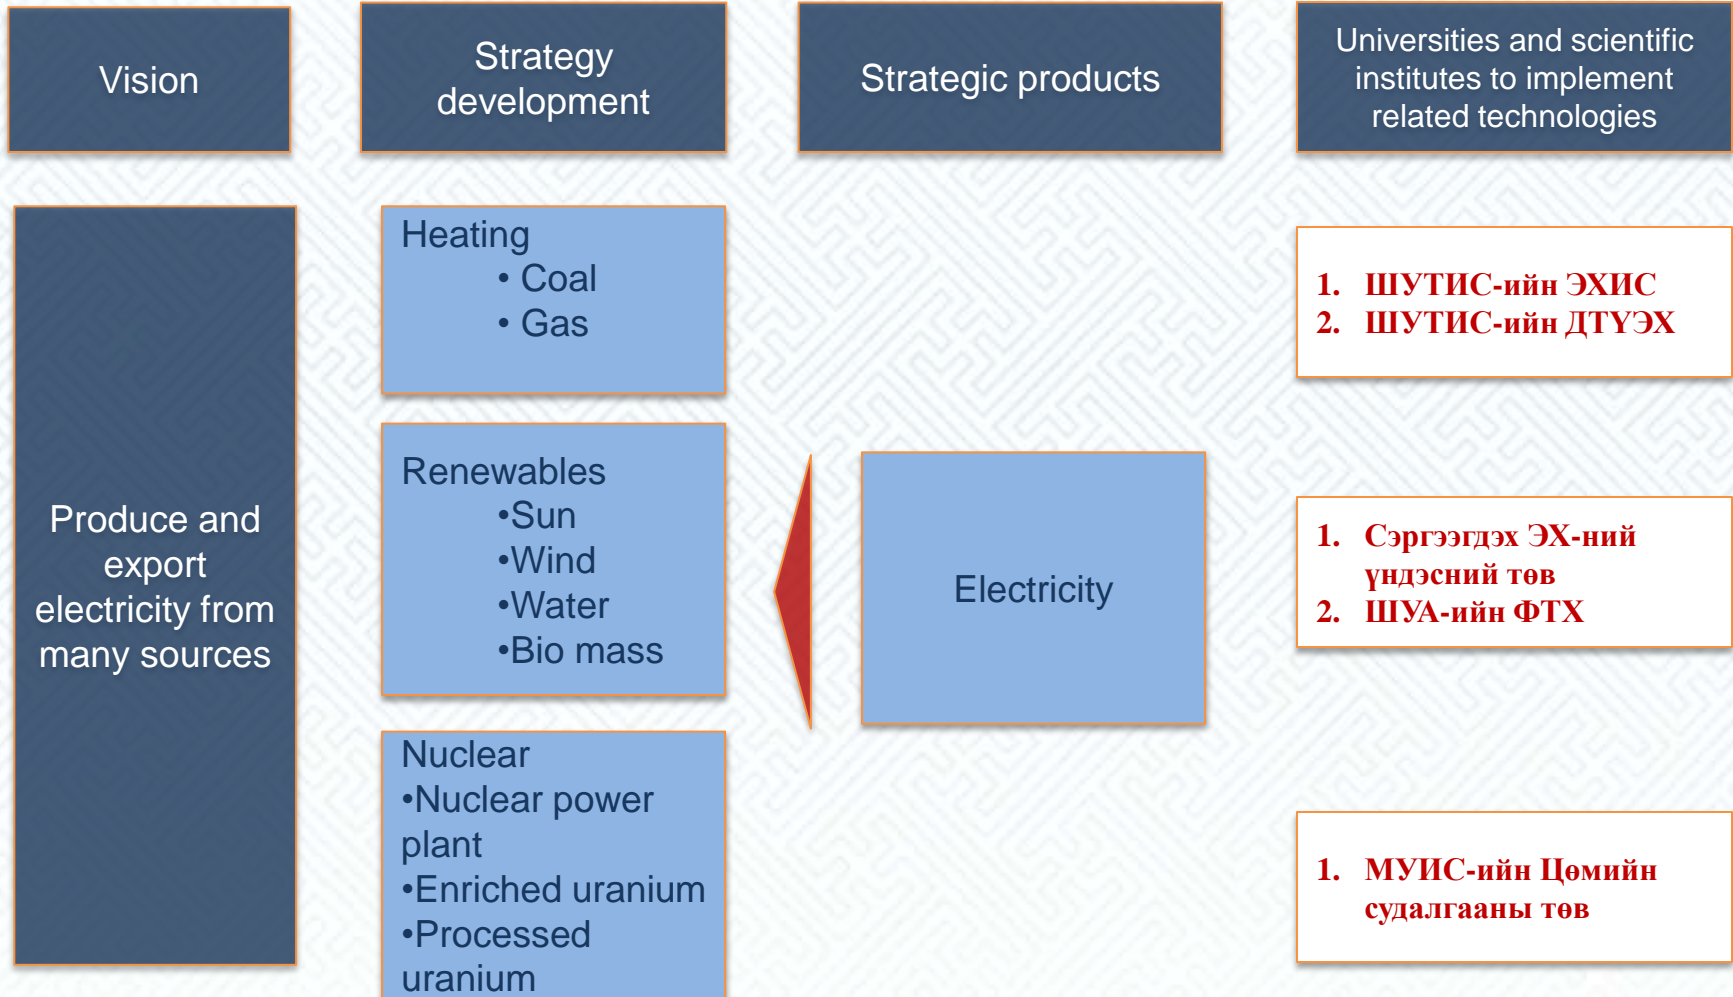 Vision
Strategy
development
Strategic products
Universities and scientific
institutes to implement
related technologies
Produce and
export
electricity from
many sources
Heating
• Coal
• Gas
Renewables
•Sun
•Wind
•Water
•Bio mass
Nuclear
•Nuclear power
plant
•Enriched uranium
•Processed
uranium
Electricity
1. ШУТИС-ийн ЭХИС
2. ШУТИС-ийн ДТҮЭХ
1. Сэргээгдэх ЭХ-ний
үндэсний төв
2. ШУА-ийн ФТХ
1. МУИС-ийн Цөмийн
судалгааны төв